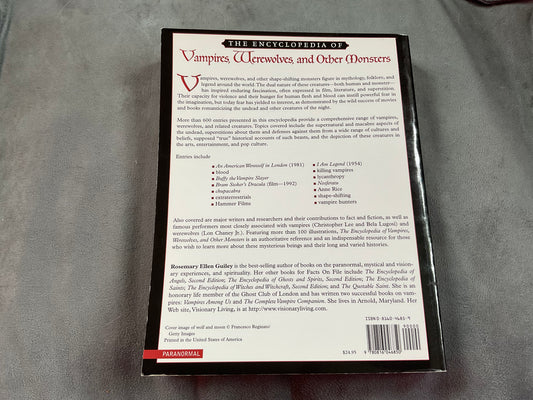 THE ENCYCLOPEDIA OF
Vampires, Werewolves, and Other Monsters
Vampires, werewolves, and other shape-shifting monsters figure in mythology, folklore, and
legend around the world. The dual nature of these creatures—both human and monster—
has inspired enduring fascination, often expressed in film, literature, and superstition.
Their capacity for violence and their hunger for human flesh and blood can instill powerful fear in
the imagination, but today fear has yielded to interest, as demonstrated by the wild success of movies
and books romanticizing the undead and other creatures of the night.
More than 600 entries presented in this encyclopedia provide a comprehensive range of vampires,
werewolves, and related creatures. Topics covered include the supernatural and macabre aspects of
the undead, superstitions about them and defenses against them from a wide range of cultures and
beliefs, supposed "true" historical accounts of such beasts, and the depiction of these creatures in
the arts, entertainment, and pop culture.
Entries include
• An American Werewolf in London (1981)
• blood
• Buffy the Vampire Slayer
• Bram Stoker's Dracula (film—1992)
• chupacabra
• extraterrestrials
• Hammer Films
• I Am Legend (1954)
• killing vampires
• lycanthropy
• Nosferatu
• Anne Rice
• shape-shifting
• vampire hunters
Also covered are major writers and researchers and their contributions to fact and fiction, as well as
famous performers most closely associated with vampires (Christopher Lee and Bela Lugosi) and
werewolves (Lon Chaney Jr.). Featuring more than 100 illustrations, The Encyclopedia of Vampires,
Werewolves, and Other Monsters is an authoritative reference and an indispensable resource for those
who wish to learn more about these mysterious beings and their long and varied histories.
Rosemary Ellen Guiley is the best-selling author of books on the paranormal, mystical and vision-
ary experiences, and spirituality. Her other books for Facts On File include The Encyclopedia of
Angels, Second Edition; The Encyclopedia of Ghosts and Spirits, Second Edition; The Encyclopedia of
Saints; The Encyclopedia of Witches and Witchcraft, Second Edition; and The Quotable Saint. She is an
honorary life member of the Ghost Club of London and has written two successful books on vam-
pires: Vampires Among Us and The Complete Vampire Companion. She lives in Arnold, Maryland. Her
Web site, Visionary Living, is at http://www.visionaryliving.com.
Cover image of wolf and moon © Francesco Reginato/
Getty Images
Printed in the United States of America
PARANORMAL
ISBN 0-8160-4685-9
90000
$24.95
9 780816 046850